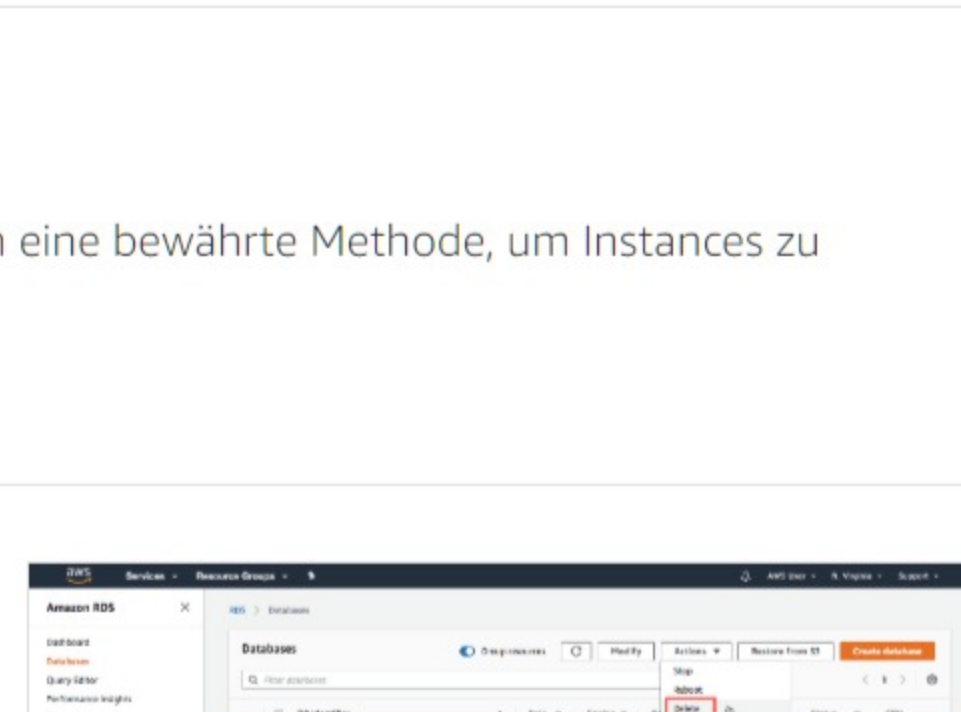 eine bewährte Methode, um Instances zu
aws Services Resource Groups AWS User N. Virginia Support
Amazon RDS RDS > Databases
Dashboard
Databases
Query Editor
Performance Insights
Databases Group resources Modify Actions Restore from S3 Create database
Filter databases
Stop
Reboot
Delete
1